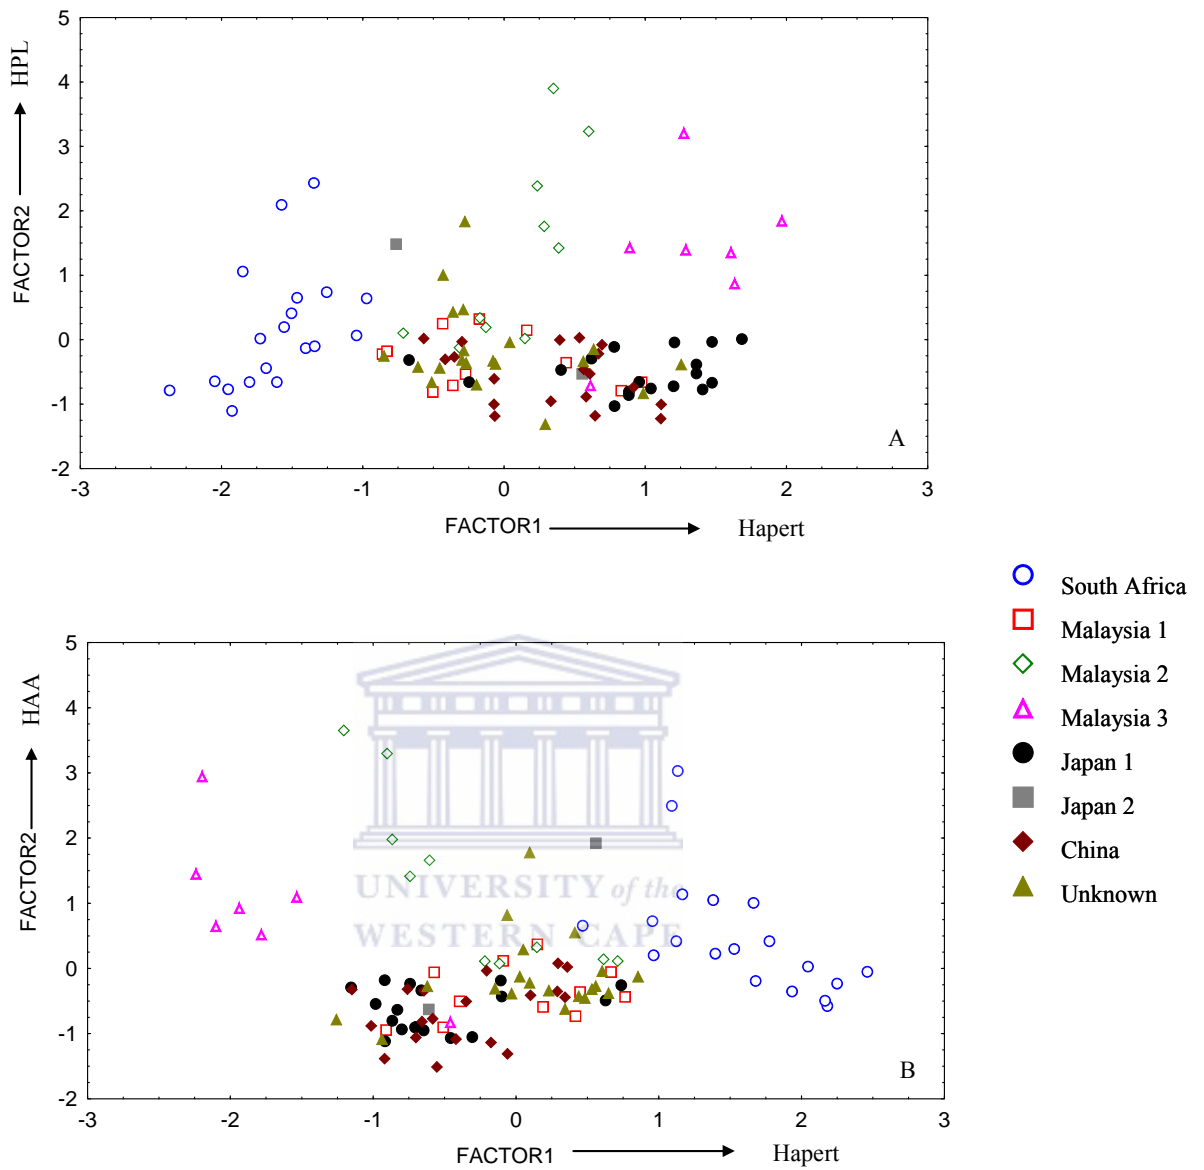 5
4
3
2
1
0
-1
-2
FACTOR2 HPL
A
-3 -2 -1 0 1 2 3
FACTOR1 Hapert
South Africa
Malaysia 1
Malaysia 2
Malaysia 3
Japan 1
Japan 2
China
Unknown
5
4
3
2
1
0
-1
-2
FACTOR2 HAA
UNIVERSITY of the
WESTERN CAPE
B
-3 -2 -1 0 1 2 3
FACTOR1 Hapert